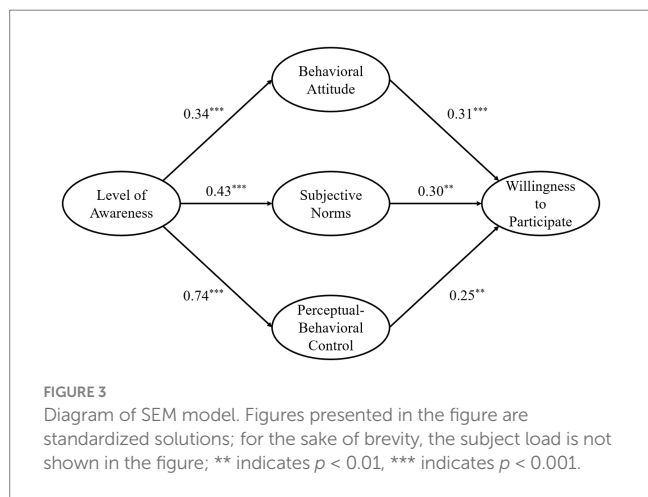 Behavioral
Attitude
0.34***
0.31***
Level of
Awareness
0.43***
Subjective
Norms
0.30**
Willingness
to
Participate
0.74***
0.25**
Perceptual-
Behavioral
Control
FIGURE 3
Diagram of SEM model. Figures presented in the figure are
standardized solutions; for the sake of brevity, the subject load is not
shown in the figure; ** indicates p < 0.01, *** indicates p < 0.001.